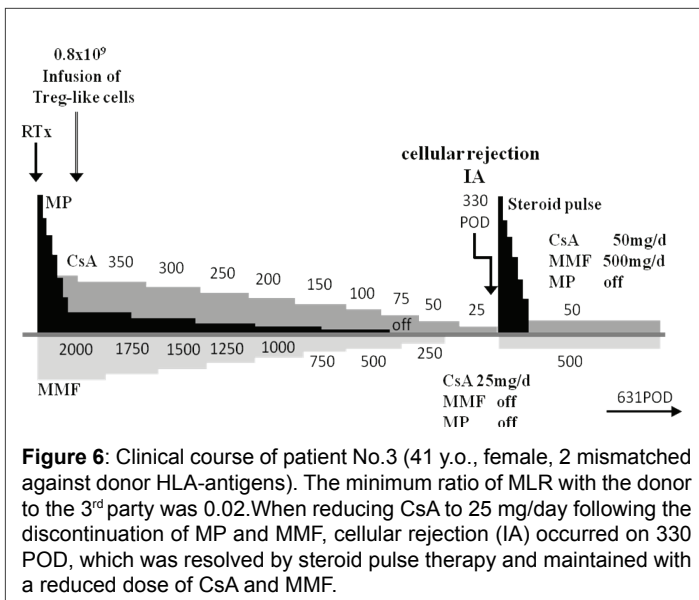 0.8x10⁹
Infusion of
Treg-like cells
RTx
cellular rejection
IA
330
POD
MP
Steroid pulse
CsA 50mg/d
MMF 500mg/d
MP off
CsA 350 300 250 200 150 100 75 50 25 50
off
2000 1750 1500 1250 1000 750 500 250 500
MMF
CsA 25mg/d
MMF off
MP off
631POD
Figure 6: Clinical course of patient No.3 (41 y.o., female, 2 mismatched
against donor HLA-antigens). The minimum ratio of MLR with the donor
to the 3rd party was 0.02.When reducing CsA to 25 mg/day following the
discontinuation of MP and MMF, cellular rejection (IA) occurred on 330
POD, which was resolved by steroid pulse therapy and maintained with
a reduced dose of CsA and MMF.